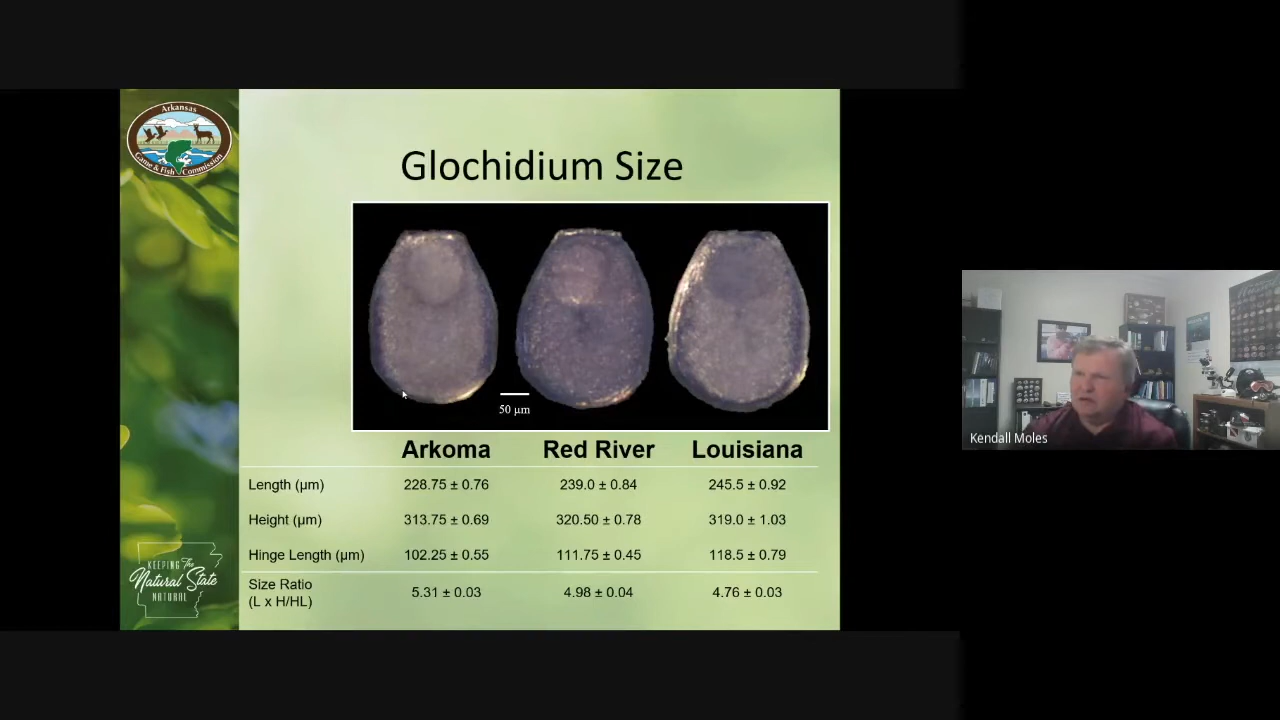 Arkansas
Game & Fish Commission
Glochidium Size
50 µm
Arkoma Red River Louisiana
Length (µm) 228.75 ± 0.76 239.0 ± 0.84 245.5 ± 0.92
Height (µm) 313.75 ± 0.69 320.50 ± 0.78 319.0 ± 1.03
Hinge Length (µm) 102.25 ± 0.55 111.75 ± 0.45 118.5 ± 0.79
Size Ratio
(L x H/HL) 5.31 ± 0.03 4.98 ± 0.04 4.76 ± 0.03
KEEPING The
Natural State
NATURAL
Kendall Moles